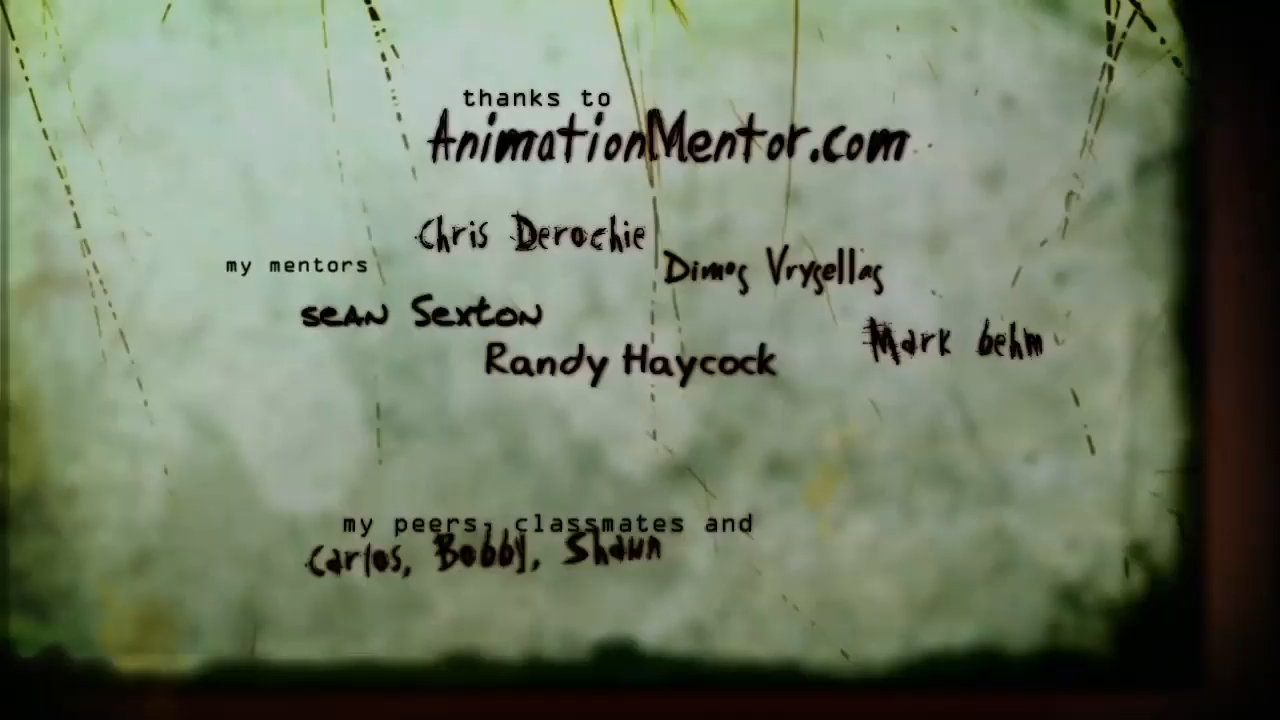 thanks to
AnimationMentor.com
Chris Derochie
my mentors
Dimos Vrysellas
sean Sexton
Mark behm
Randy Haycock
my peers, classmates and
Carlos, Bobby, Shawn